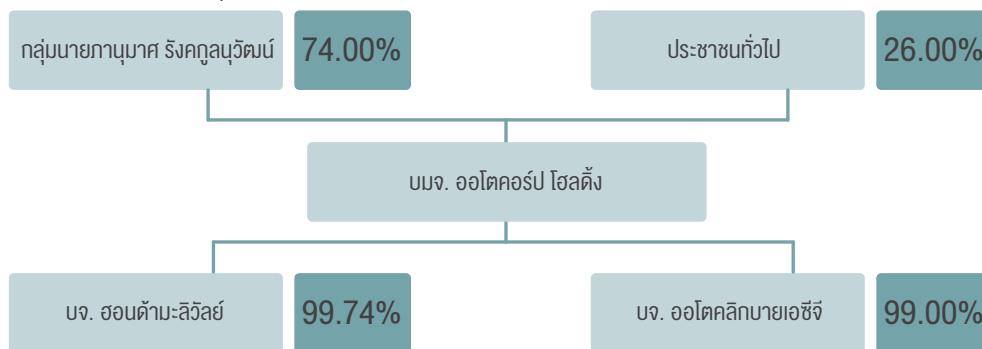 กลุ่มนายภานุมาศ รังคกูลนุวัฒน์ 74.00% ประชาชนทั่วไป 26.00%
บมจ. ออโตคอร์ป โฮลดิ้ง
บจ. ฮอนด้ามะลิวัลย์ 99.74% บจ. ออโตคลิกบายเอซีจี 99.00%